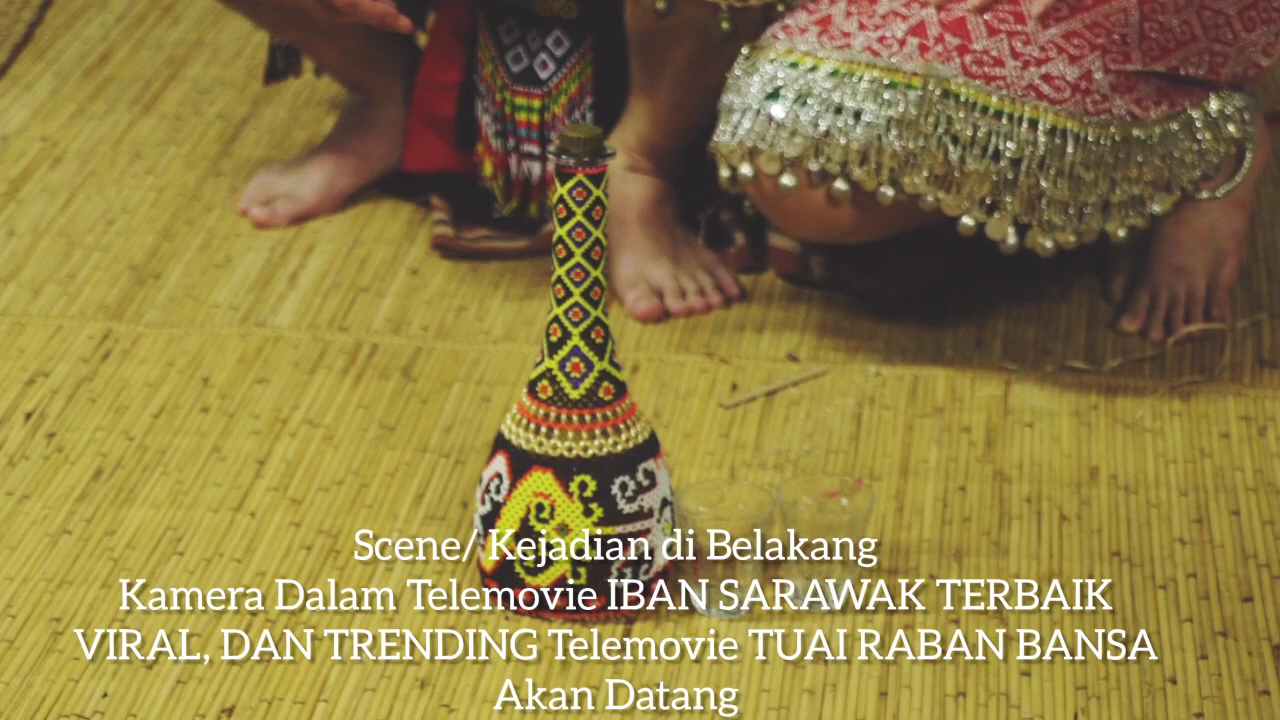 Scene/ Kejadian di Belakang
Kamera Dalam Telemovie IBAN SARAWAK TERBAIK
VIRAL, DAN TRENDING Telemovie TUAI RABAN BANSA
Akan Datang